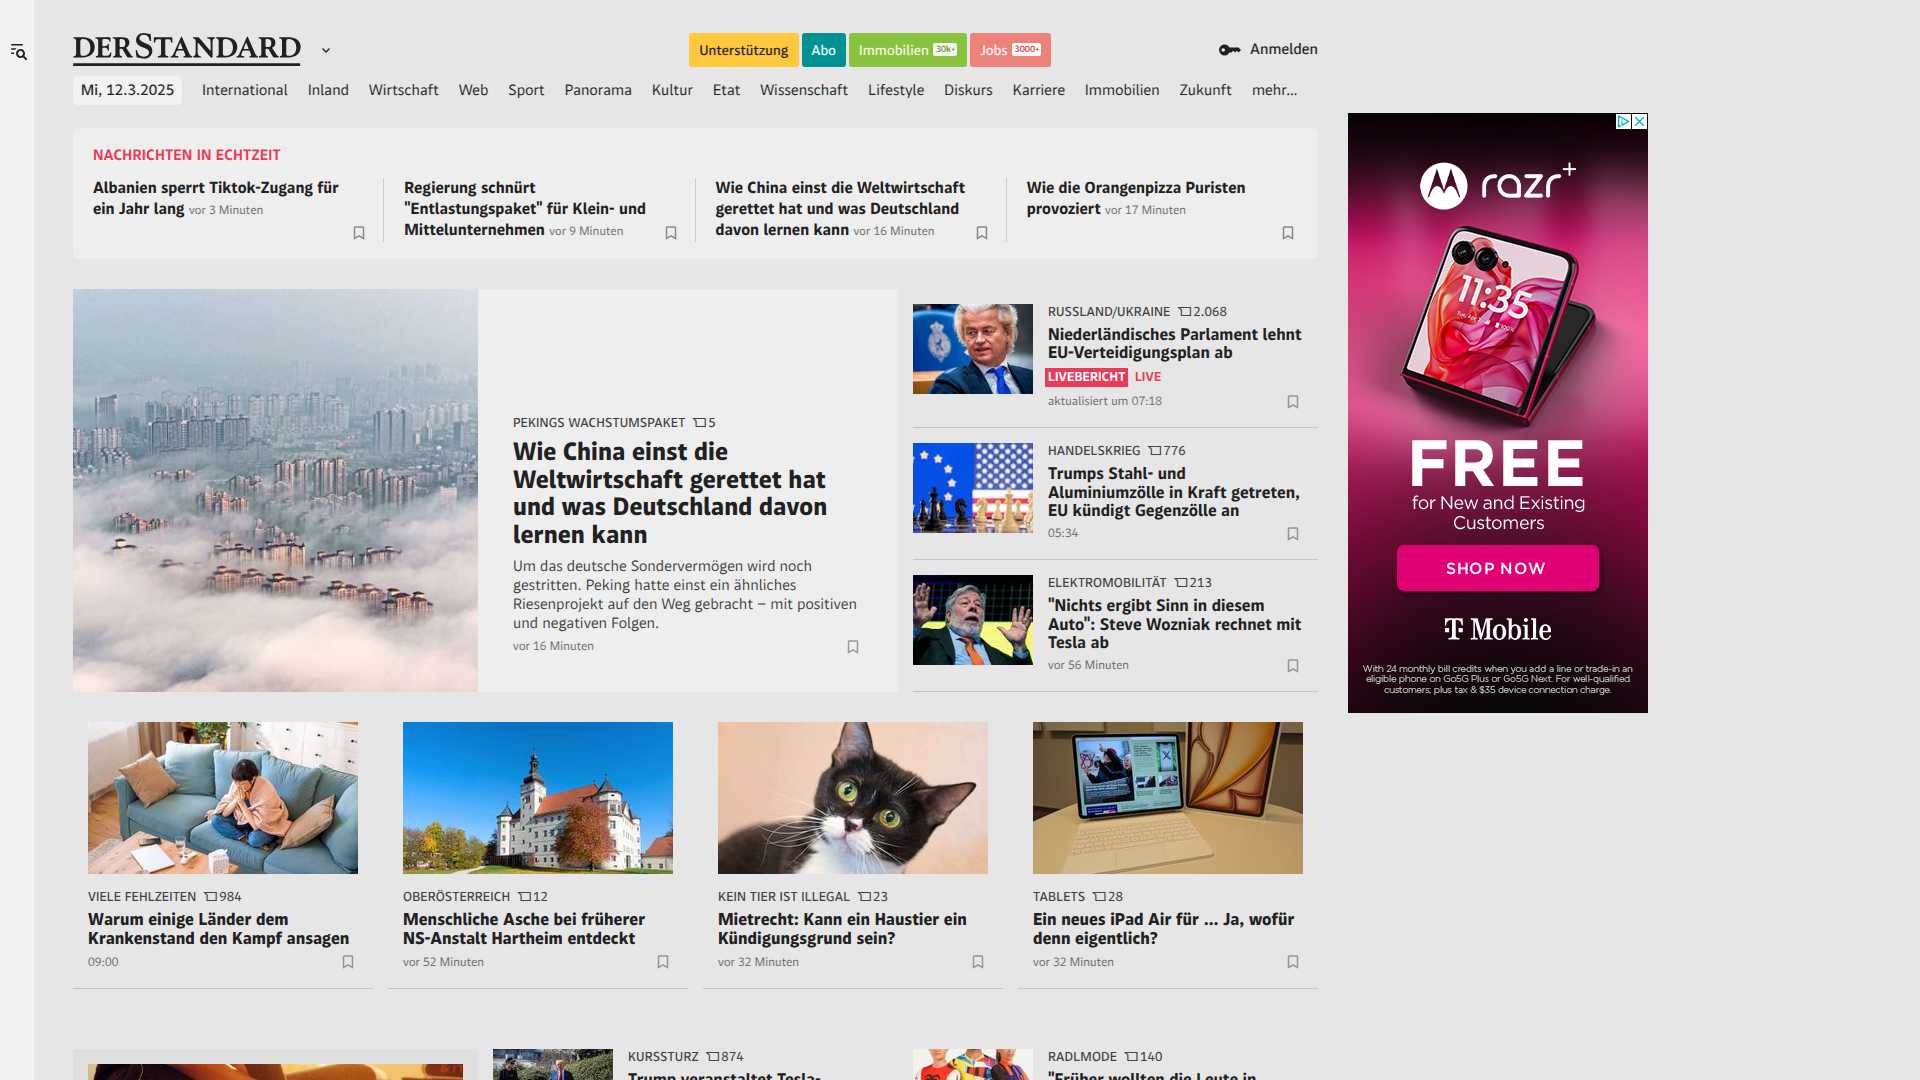 DERSTANDARD
Unterstützung
Abo
Immobilien 30k+
Jobs 3000+
Anmelden
Mi, 12.3.2025
International
Inland
Wirtschaft
Web
Sport
Panorama
Kultur
Etat
Wissenschaft
Lifestyle
Diskurs
Karriere
Immobilien
Zukunft
mehr...
NACHRICHTEN IN ECHTZEIT
Albanien sperrt Tiktok-Zugang für
ein Jahr lang vor 3 Minuten
Regierung schnürt
"Entlastungspaket" für Klein- und
Mittelunternehmen vor 9 Minuten
Wie China einst die Weltwirtschaft
gerettet hat und was Deutschland
davon lernen kann vor 16 Minuten
Wie die Orangenpizza Puristen
provoziert vor 17 Minuten
PEKINGS WACHSTUMSPAKET 5
Wie China einst die
Weltwirtschaft gerettet hat
und was Deutschland davon
lernen kann
Um das deutsche Sondervermögen wird noch
gestritten. Peking hatte einst ein ähnliches
Riesenprojekt auf den Weg gebracht – mit positiven
und negativen Folgen.
vor 16 Minuten
RUSSLAND/UKRAINE 2.068
Niederländisches Parlament lehnt
EU-Verteidigungsplan ab
LIVEBERICHT LIVE
aktualisiert um 07:18
HANDELSKRIEG 776
Trumps Stahl- und
Aluminiumzölle in Kraft getreten,
EU kündigt Gegenzölle an
05:34
ELEKTROMOBILITÄT 213
"Nichts ergibt Sinn in diesem
Auto": Steve Wozniak rechnet mit
Tesla ab
vor 56 Minuten
razr+
11:35
FREE
for New and Existing
Customers
SHOP NOW
T Mobile
With 24 monthly bill credits when you add a line or trade-in an
eligible phone on Go5G Plus or Go5G Next. For well-qualified
customers; plus tax & $35 device connection charge.
VIELE FEHLZEITEN 984
Warum einige Länder dem
Krankenstand den Kampf ansagen
09:00
OBERÖSTERREICH 12
Menschliche Asche bei früherer
NS-Anstalt Hartheim entdeckt
vor 52 Minuten
KEIN TIER IST ILLEGAL 23
Mietrecht: Kann ein Haustier ein
Kündigungsgrund sein?
vor 32 Minuten
TABLETS 28
Ein neues iPad Air für ... Ja, wofür
denn eigentlich?
vor 32 Minuten
KURSSTURZ 874
Trump veranstaltet Tesla-
RADLMODE 140
"Früher wollten die Leute in